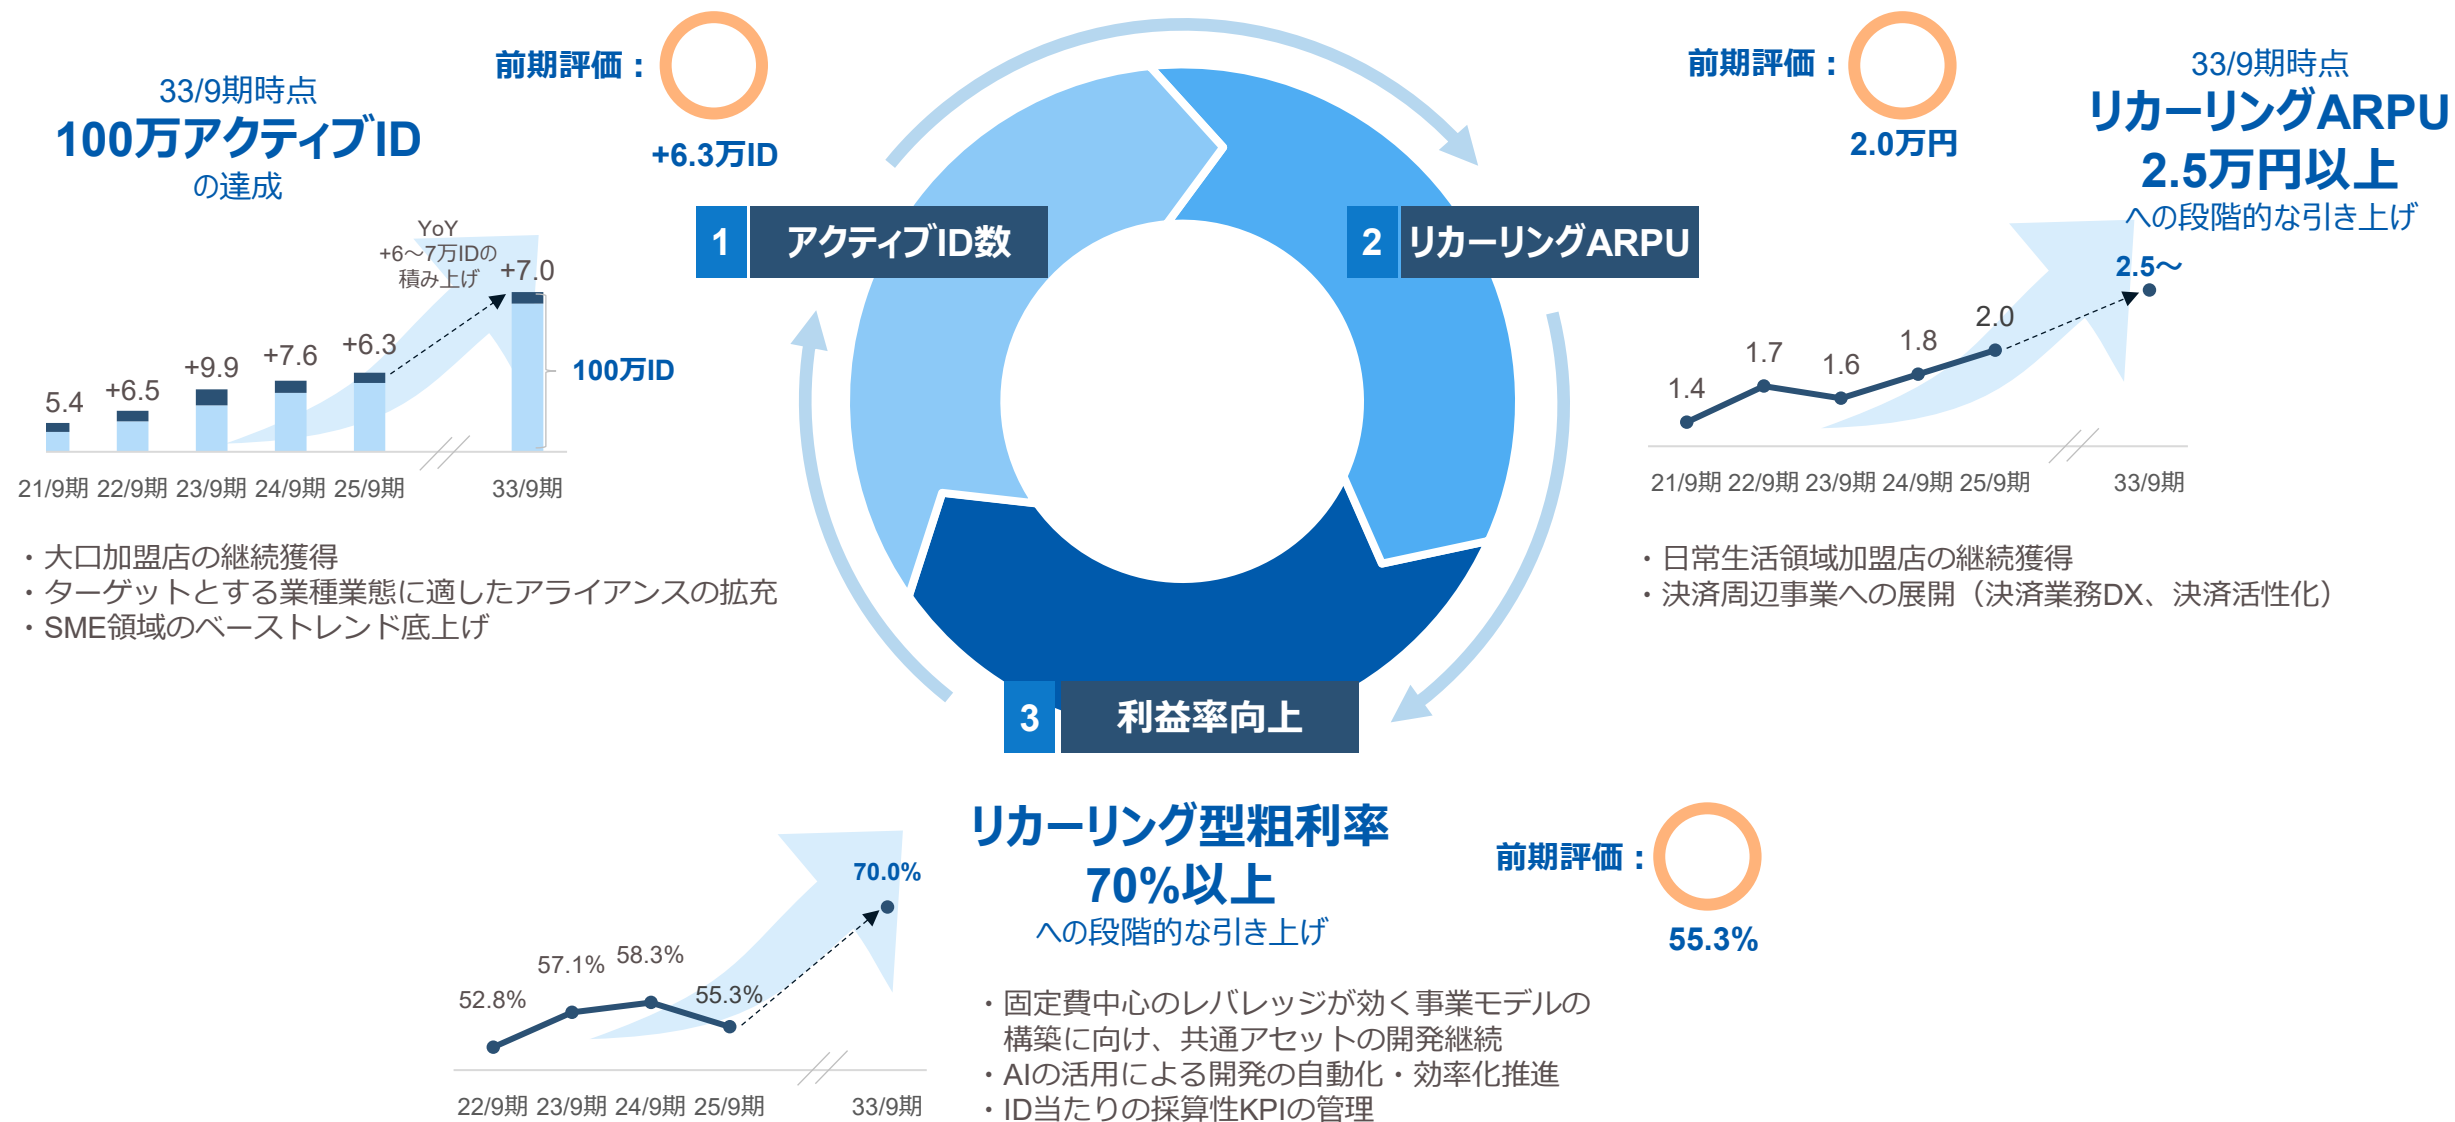 33/9期時点
100万アクティブID
の達成
前期評価：
+6.3万ID
YoY
+6～7万IDの
積み上げ
5.4
+6.5
+9.9
+7.6
+6.3
+7.0
100万ID
21/9期 22/9期 23/9期 24/9期 25/9期 33/9期
・大口加盟店の継続獲得
・ターゲットとする業種業態に適したアライアンスの拡充
・SME領域のベーストレンド底上げ
1 アクティブID数
2 リカーリングARPU
3 利益率向上
前期評価：
2.0万円
33/9期時点
リカーリングARPU
2.5万円以上
への段階的な引き上げ
1.4
1.7
1.6
1.8
2.0
2.5～
21/9期 22/9期 23/9期 24/9期 25/9期 33/9期
・日常生活領域加盟店の継続獲得
・決済周辺事業への展開（決済業務DX、決済活性化）
リカーリング型粗利率
70%以上
への段階的な引き上げ
前期評価：
55.3%
52.8%
57.1%
58.3%
55.3%
70.0%
22/9期 23/9期 24/9期 25/9期 33/9期
・固定費中心のレバレッジが効く事業モデルの
構築に向け、共通アセットの開発継続
・AIの活用による開発の自動化・効率化推進
・ID当たりの採算性KPIの管理